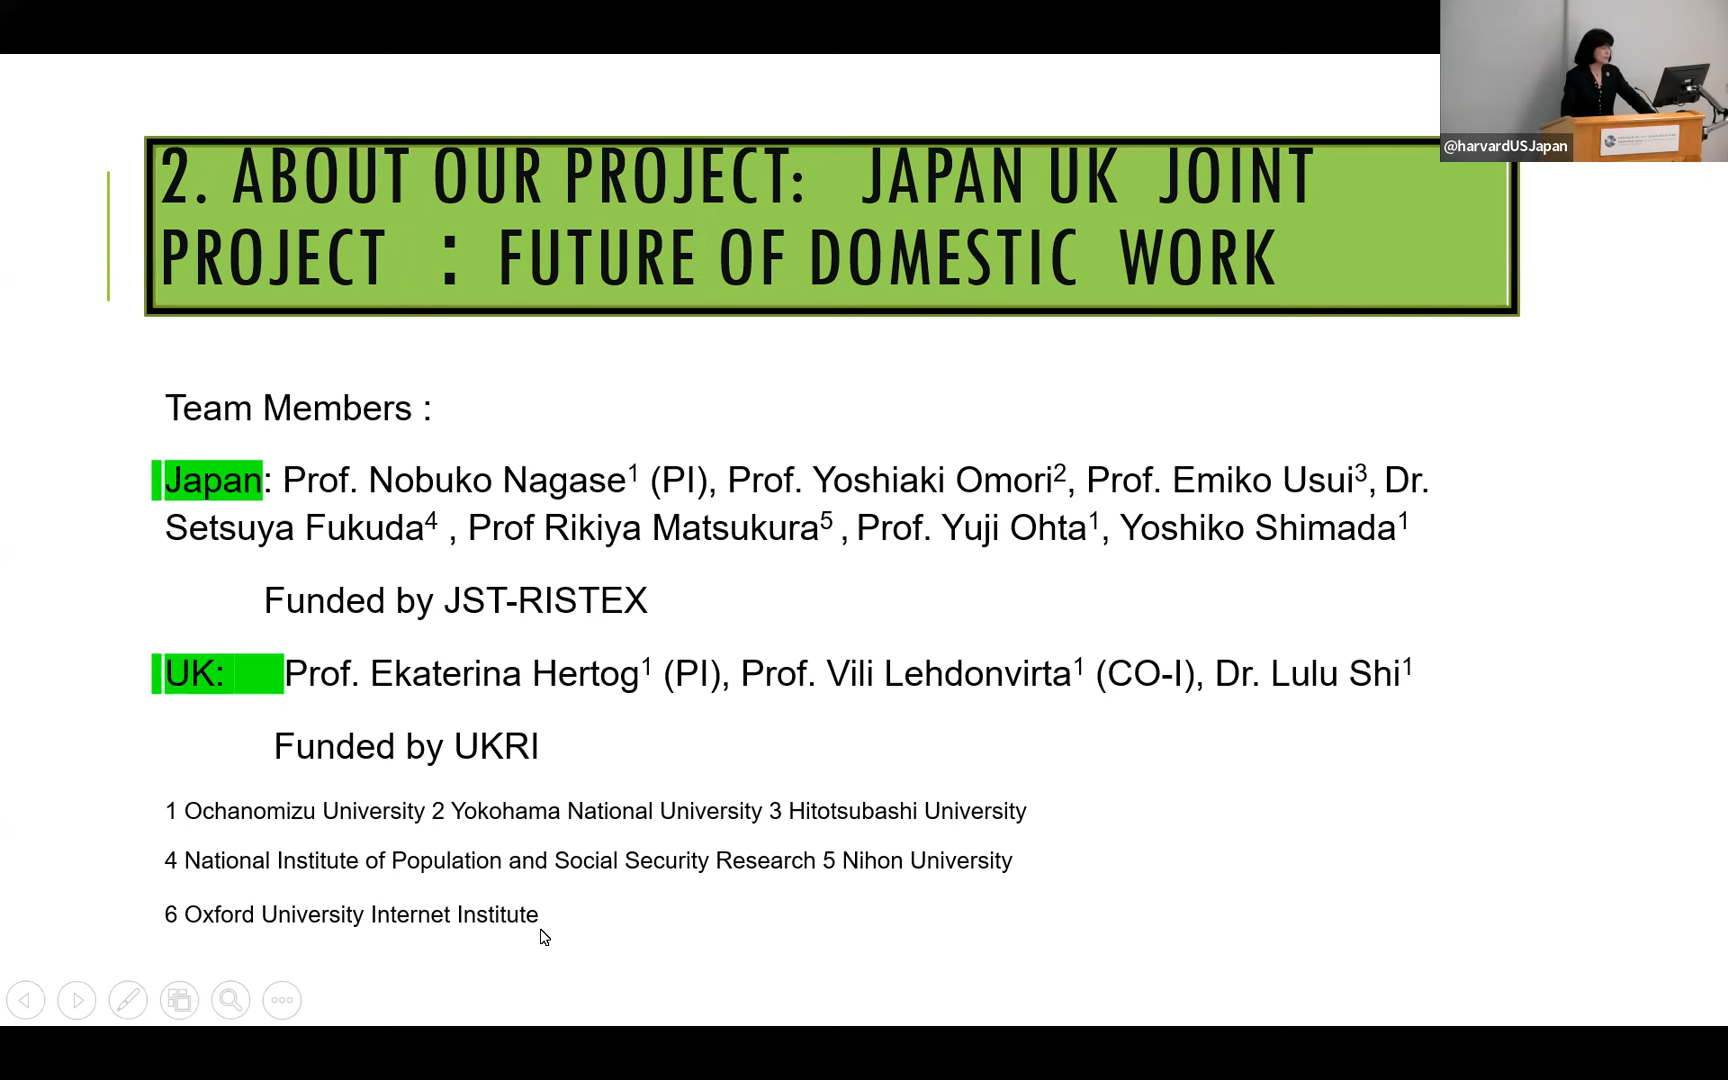 @harvardUSJapan
2. ABOUT OUR PROJECT: JAPAN UK JOINT
PROJECT : FUTURE OF DOMESTIC WORK
Team Members :
Japan: Prof. Nobuko Nagase¹ (PI), Prof. Yoshiaki Omori², Prof. Emiko Usui³, Dr.
Setsuya Fukuda⁴ , Prof Rikiya Matsukura⁵ , Prof. Yuji Ohta¹, Yoshiko Shimada¹
Funded by JST-RISTEX
UK: Prof. Ekaterina Hertog¹ (PI), Prof. Vili Lehdonvirta¹ (CO-I), Dr. Lulu Shi¹
Funded by UKRI
1 Ochanomizu University 2 Yokohama National University 3 Hitotsubashi University
4 National Institute of Population and Social Security Research 5 Nihon University
6 Oxford University Internet Institute